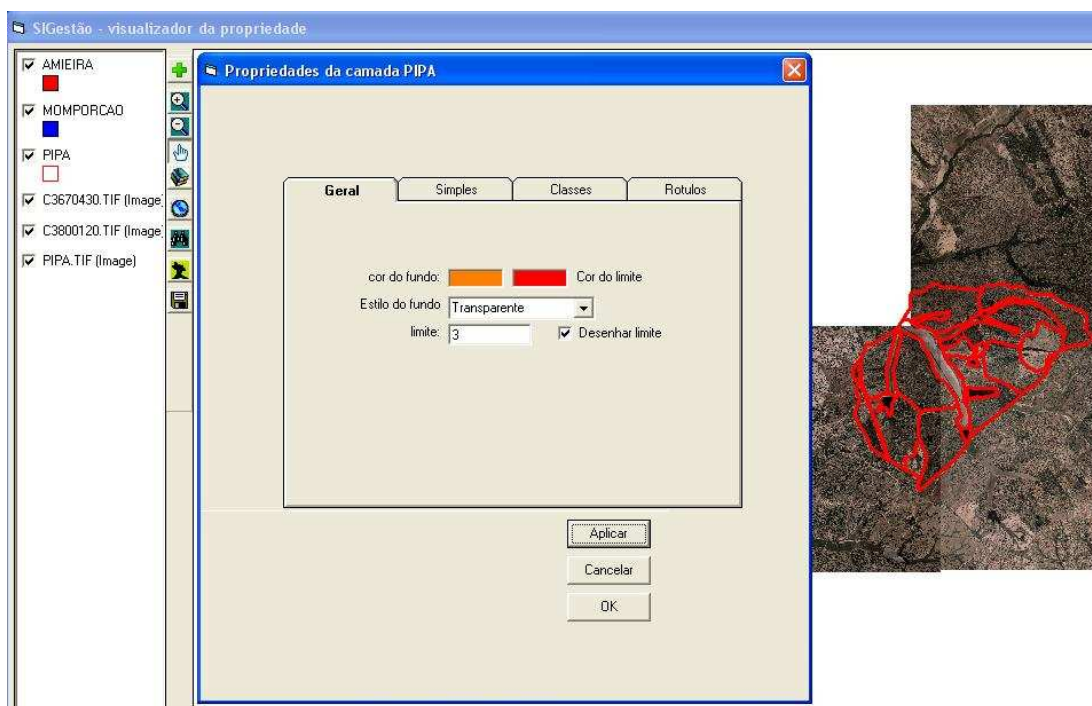 SIGestão - visualizador da propriedade
AMIEIRA
MOMPORCAO
PIPA
C3670430.TIF (Image)
C3800120.TIF (Image)
PIPA.TIF (Image)
Propriedades da camada PIPA
Geral Simples Classes Rotulos
cor do fundo: Cor do limite
Estilo do fundo Transparente
limite: 3 Desenhar limite
Aplicar
Cancelar
OK